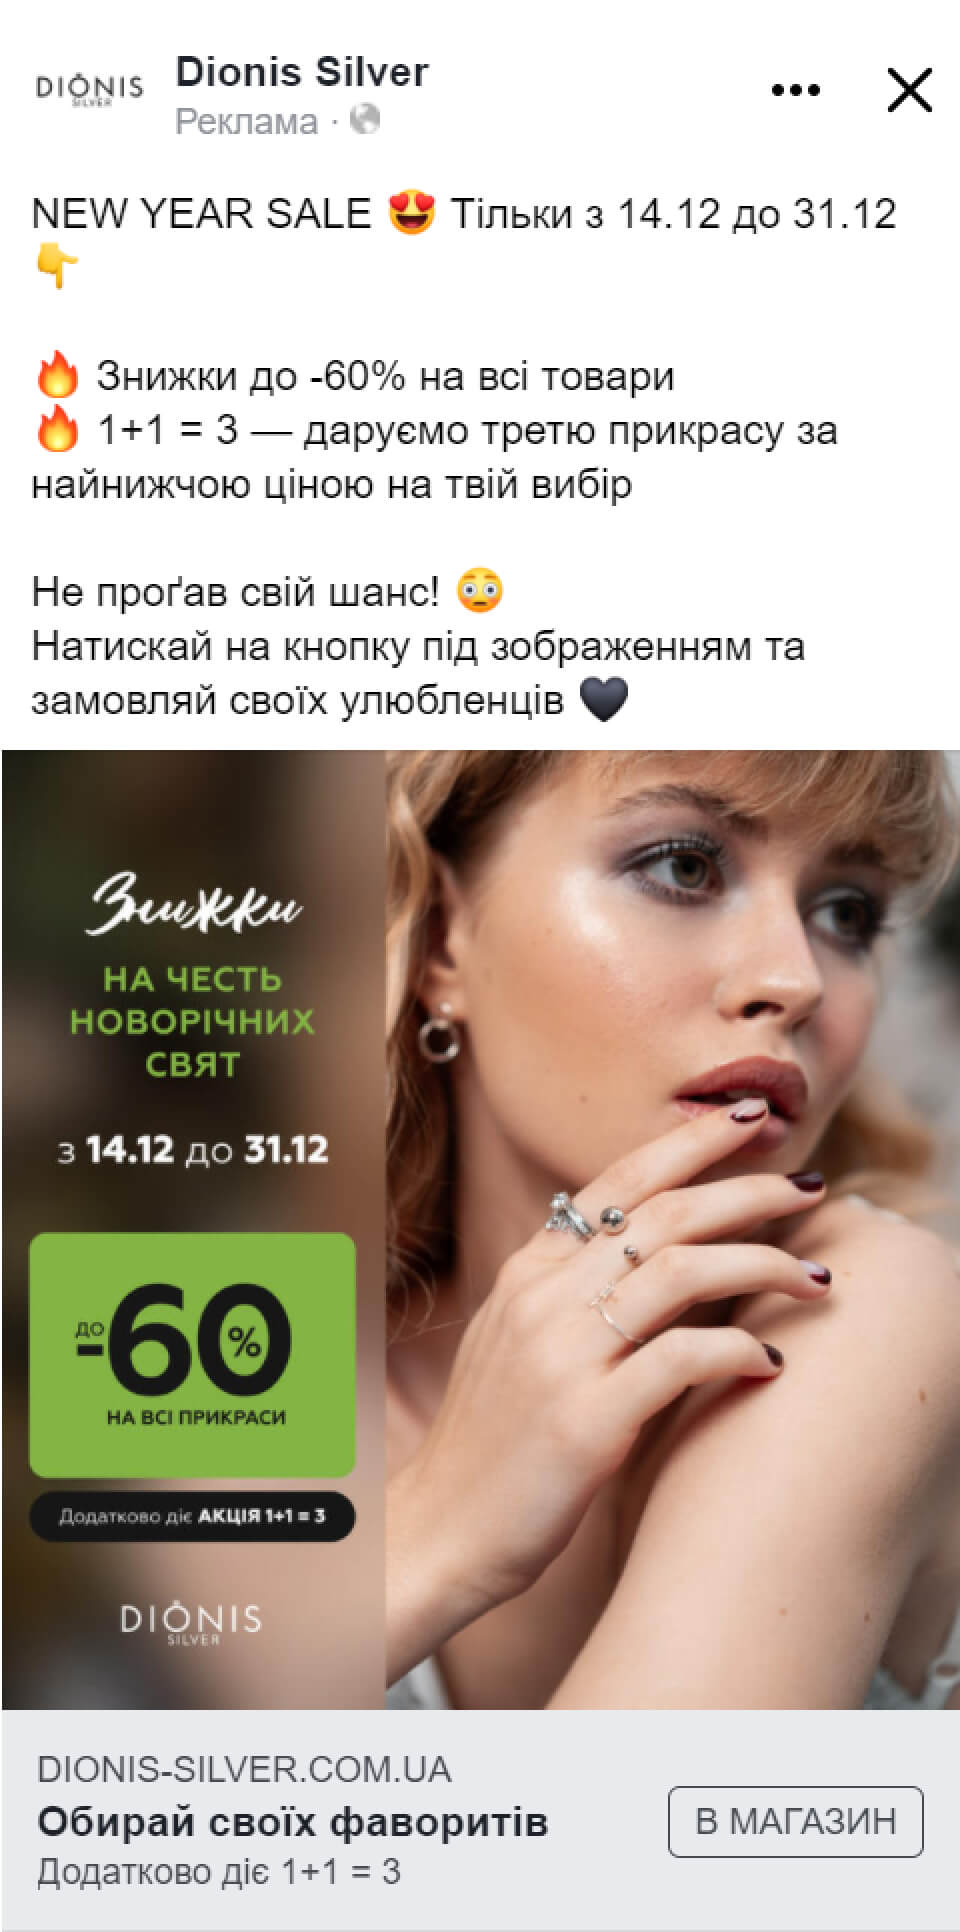 DIONIS
SILVER
Dionis Silver
Реклама ·
NEW YEAR SALE 😍 Тільки з 14.12 до 31.12
👇
🔥 Знижки до -60% на всі товари
🔥 1+1 = 3 — даруємо третю прикрасу за
найнижчою ціною на твій вибір
Не проґав свій шанс! 😳
Натискай на кнопку під зображенням та
замовляй своїх улюбленців 🖤
Знижки
НА ЧЕСТЬ
НОВОРІЧНИХ
СВЯТ
з 14.12 до 31.12
до -60%
НА ВСІ ПРИКРАСИ
Додатково діє АКЦІЯ 1+1 = 3
DIONIS
SILVER
DIONIS-SILVER.COM.UA
Обирай своїх фаворитів
Додатково діє 1+1 = 3
В МАГАЗИН